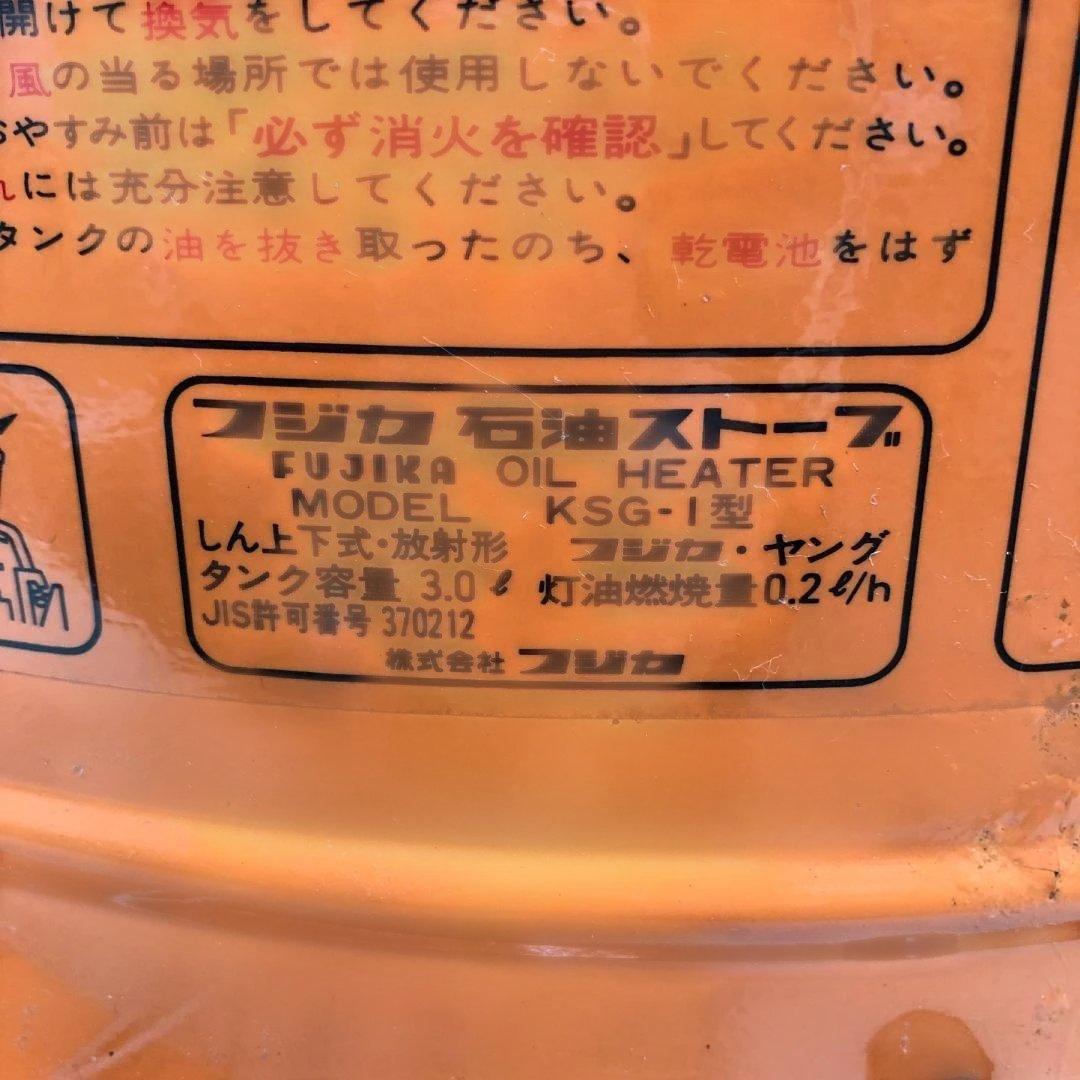 開けて換気をしてください。
風の当る場所では使用しないでください。
おやすみ前は「必ず消火を確認」してください。
れには充分注意してください。
タンクの油を抜き取ったのち、乾電池をはず
フジカ 石油ストーブ
FUJIKA OIL HEATER
MODEL KSG-1型
しん上下式・放射形 フジカ・ヤング
タンク容量 3.0ℓ 灯油燃焼量0.2ℓ/h
JIS許可番号 370212
株式会社フジカ